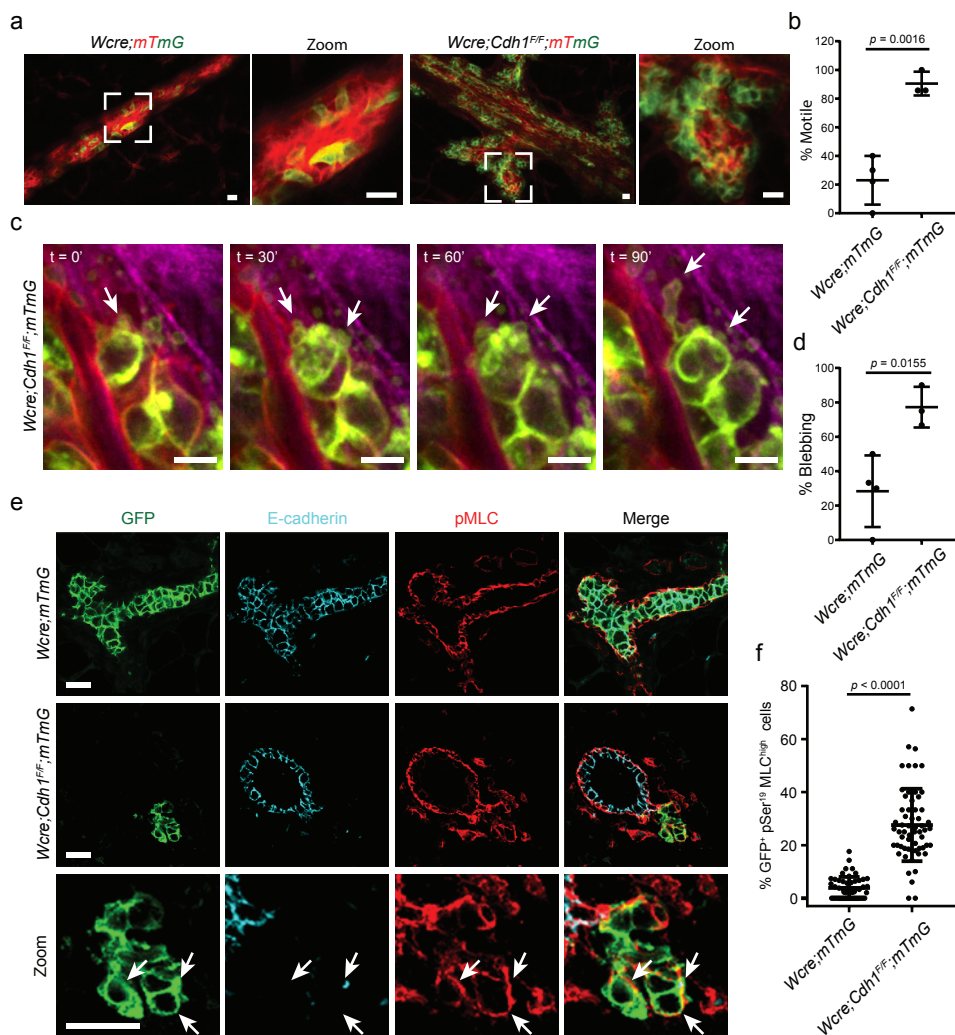 a
Wcre;mTmG
Zoom
Wcre;Cdh1F/F;mTmG
Zoom
b
p = 0.0016
120
100
80
60
40
20
0
% Motile
Wcre;mTmG
Wcre;Cdh1F/F;mTmG
c
Wcre;Cdh1F/F;mTmG
t = 0'
t = 30'
t = 60'
t = 90'
d
p = 0.0155
100
80
60
40
20
0
% Blebbing
Wcre;mTmG
Wcre;Cdh1F/F;mTmG
e
GFP
E-cadherin
pMLC
Merge
Wcre;mTmG
Wcre;Cdh1F/F;mTmG
Zoom
f
p < 0.0001
80
60
40
20
0
% GFP+ pSer19 MLChigh cells
Wcre;mTmG
Wcre;Cdh1F/F;mTmG